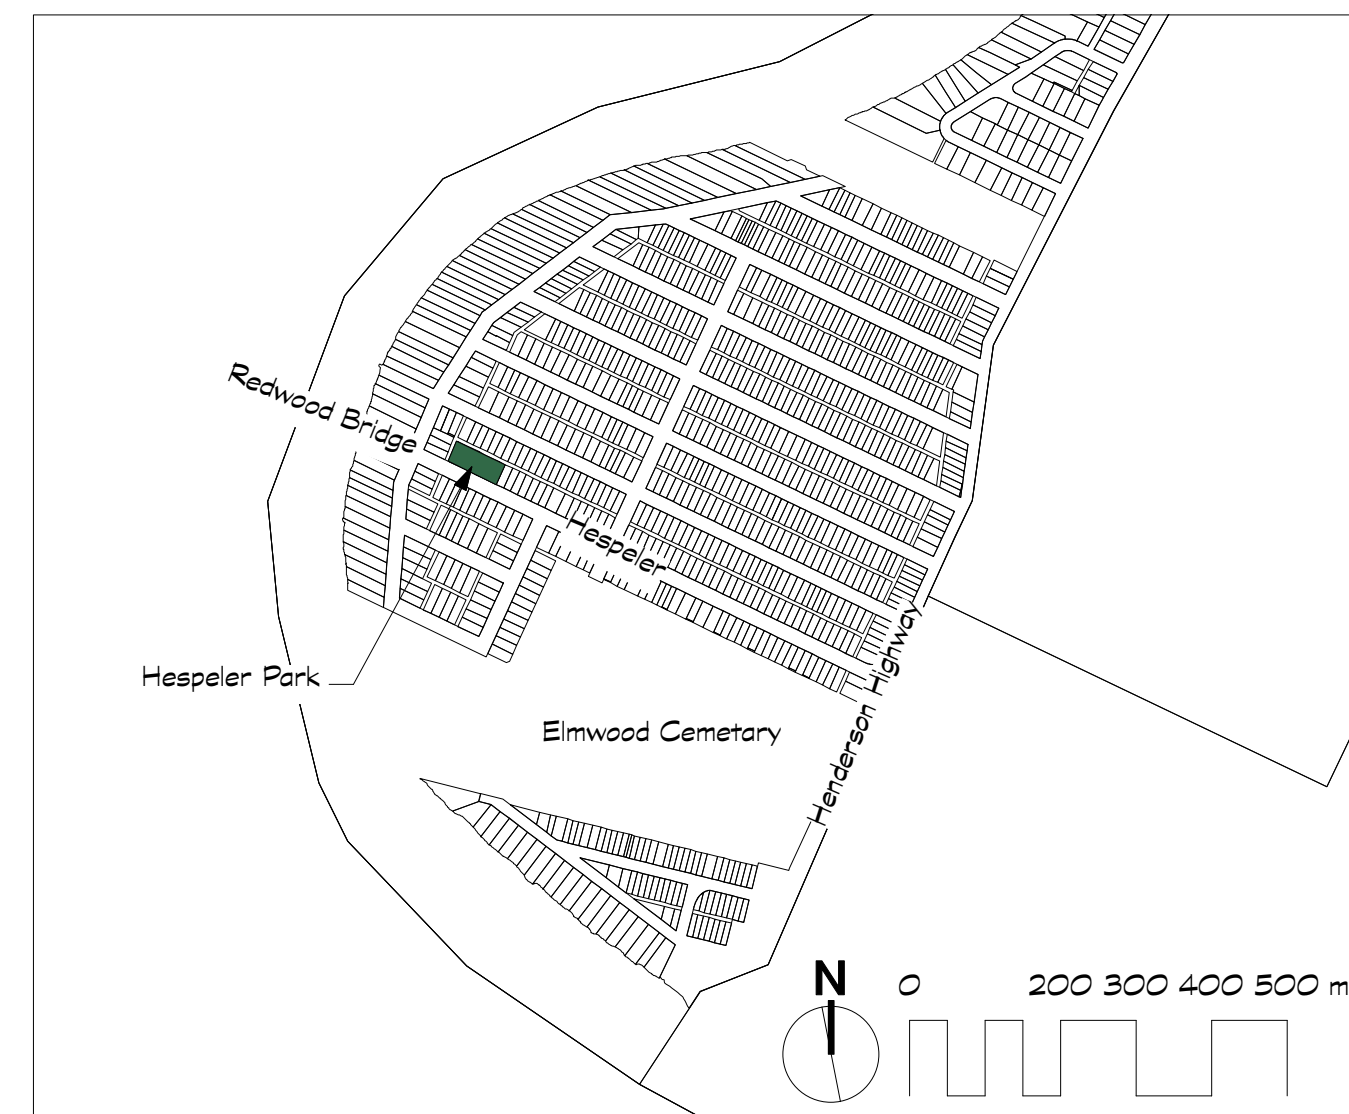 Redwood Bridge
Hespeler
Henderson Highway
Hespeler Park
Elmwood Cemetary
N
0 200 300 400 500 m